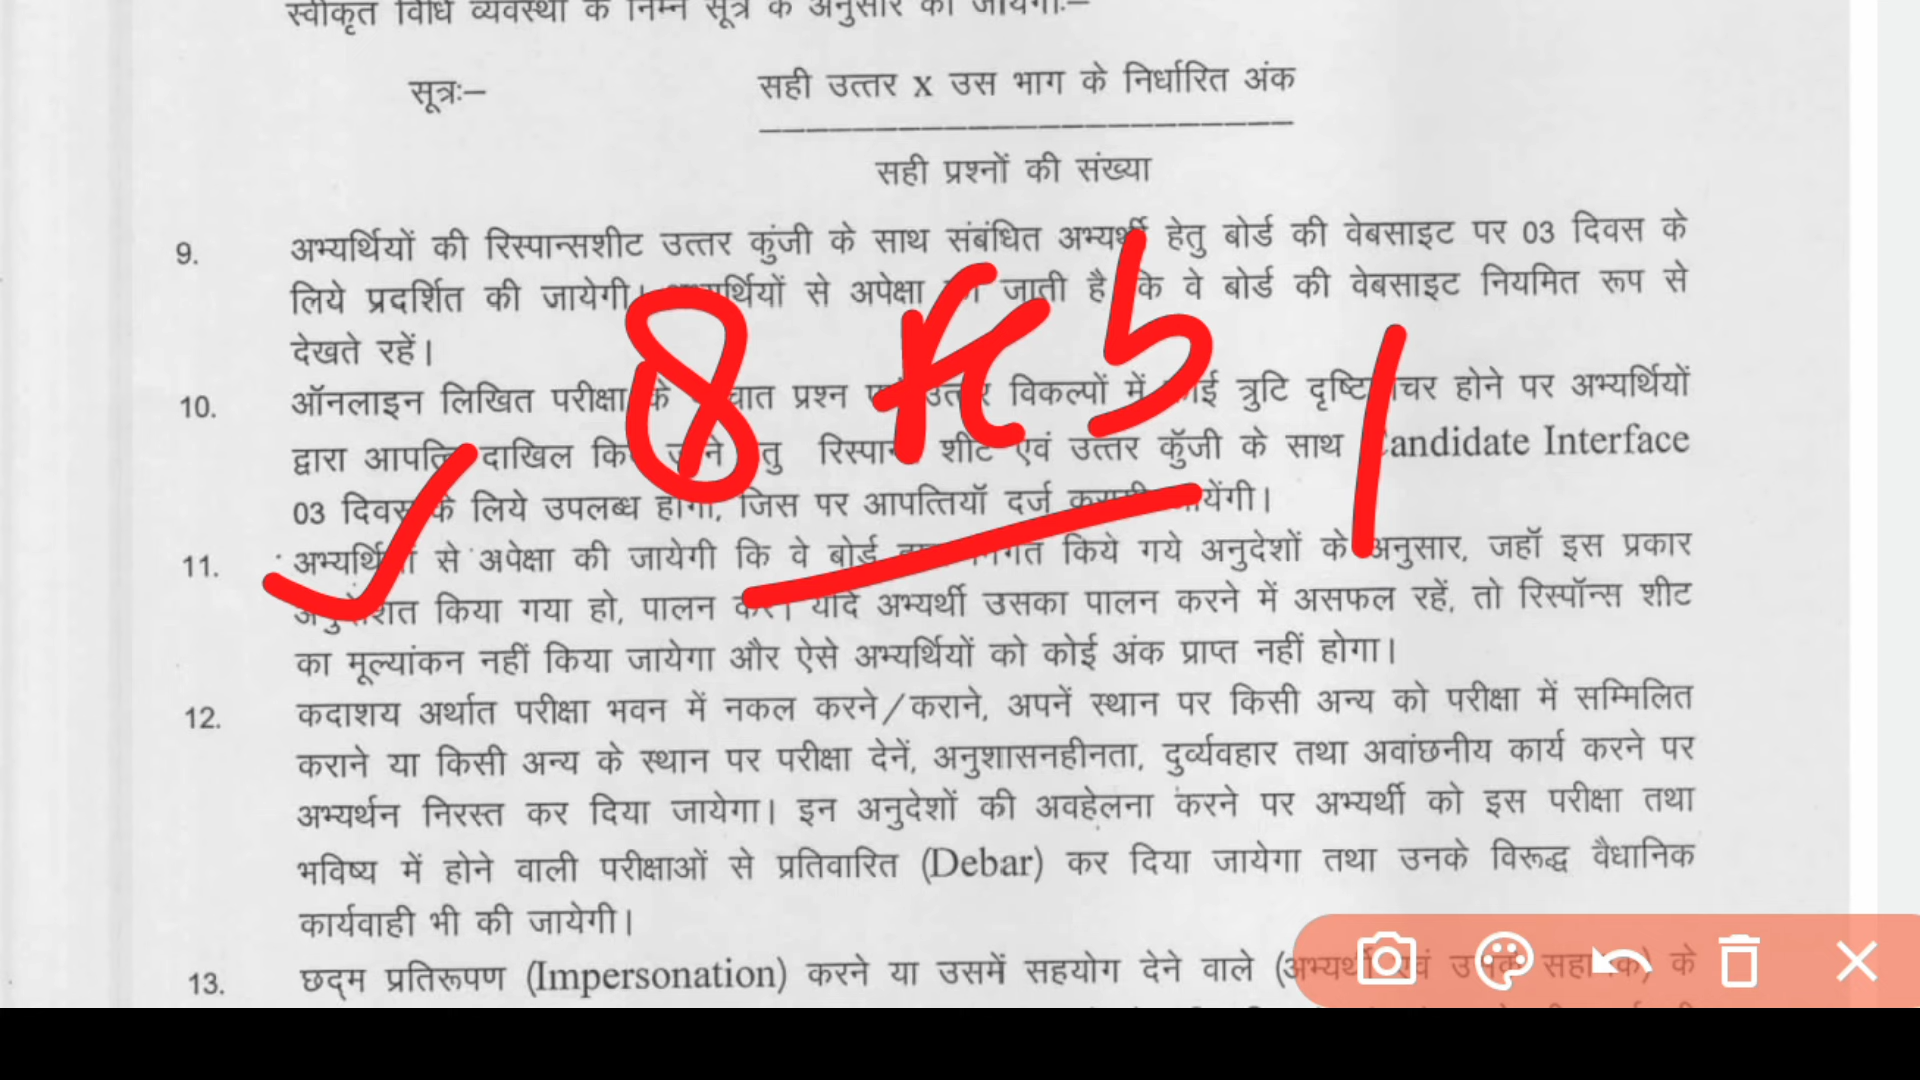 स्वीकृत विधि व्यवस्था के निम्न सूत्र के अनुसार की जायेगीः–
सूत्रः– सही उत्तर x उस भाग के निर्धारित अंक
सही प्रश्नों की संख्या
9. अभ्यर्थियों की रिस्पान्सशीट उत्तर कुंजी के साथ संबंधित अभ्यर्थी हेतु बोर्ड की वेबसाइट पर 03 दिवस के
लिये प्रदर्शित की जायेगी। अभ्यर्थियों से अपेक्षा की जाती है कि वे बोर्ड की वेबसाइट नियमित रूप से
देखते रहें।
8 Feb
10. ऑनलाइन लिखित परीक्षा के प्रश्न उत्तर विकल्पों में त्रुटि होने पर अभ्यर्थियों
द्वारा आपत्ति दाखिल शीट एवं उत्तर कुॅजी के साथ Candidate Interface
03 दिवस के लिये उपलब्ध होगी, जिस पर आपत्तियॉ दर्ज
11. अभ्यर्थियों से अपेक्षा की जायेगी कि वे बोर्ड किये गये अनुदेशों के अनुसार, जहॉ इस प्रकार
किया गया हो, पालन करें। यदि अभ्यर्थी उसका पालन करने में असफल रहें, तो रिस्पॉन्स शीट
का मूल्यांकन नहीं किया जायेगा और ऐसे अभ्यर्थियों को कोई अंक प्राप्त नहीं होगा।
12. कदाशय अर्थात परीक्षा भवन में नकल करने/कराने, अपनें स्थान पर किसी अन्य को परीक्षा में सम्मिलित
कराने या किसी अन्य के स्थान पर परीक्षा देनें, अनुशासनहीनता, दुर्व्यवहार तथा अवांछनीय कार्य करने पर
अभ्यर्थन निरस्त कर दिया जायेगा। इन अनुदेशों की अवहेलना करने पर अभ्यर्थी को इस परीक्षा तथा
भविष्य में होने वाली परीक्षाओं से प्रतिवारित (Debar) कर दिया जायेगा तथा उनके विरूद्ध वैधानिक
कार्यवाही भी की जायेगी।
13. छद्म प्रतिरूपण (Impersonation) करने या उसमें सहयोग देने वाले (अभ्यर्थी एवं उनके सहायक) के